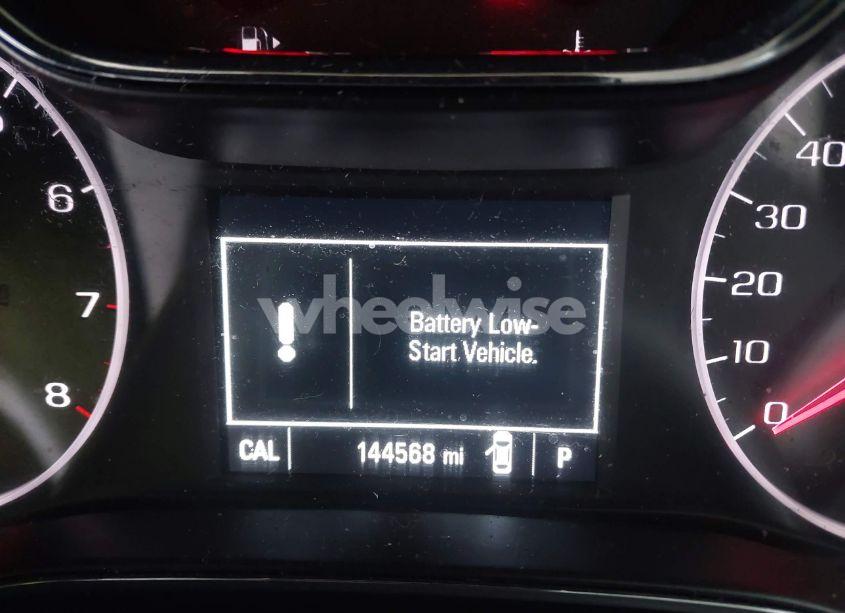 6
7
8
40
30
20
10
0
wheelwise
Battery Low-
Start Vehicle.
CAL
144568 mi
P